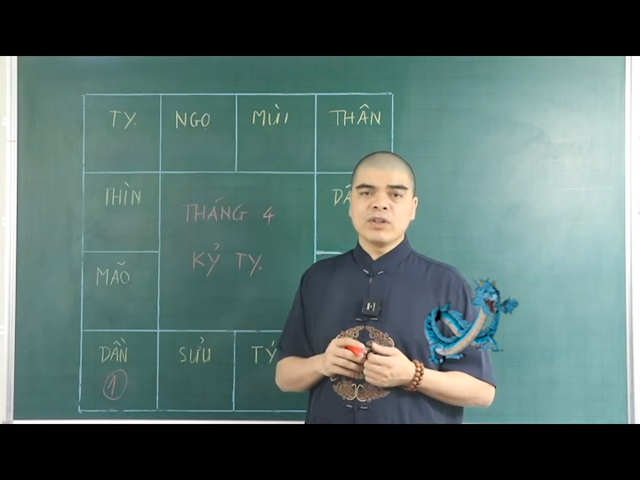 TỴ
NGỌ
MÙI
THÂN
THÌN
THÁNG 4
KỶ TỴ.
MÃO
DẦN
SỬU
TÝ
1